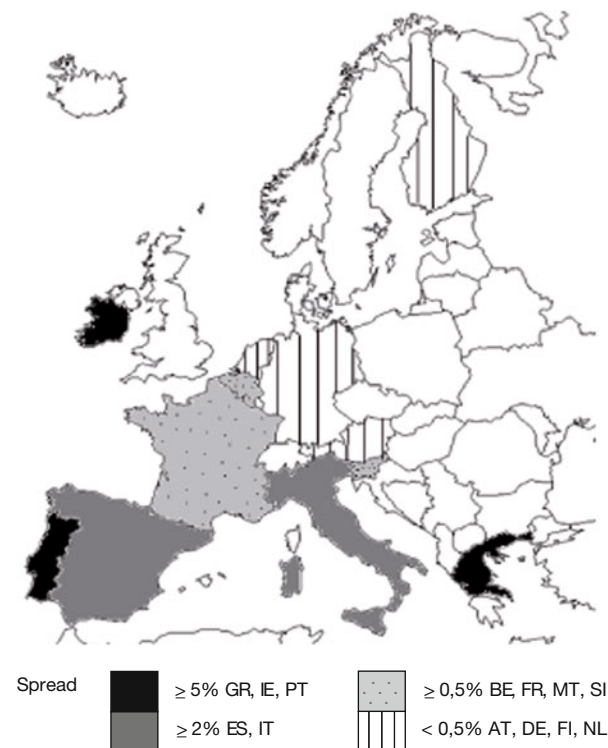 Spread
≥ 5% GR, IE, PT
≥ 2% ES, IT
≥ 0,5% BE, FR, MT, SI
< 0,5% AT, DE, FI, NL